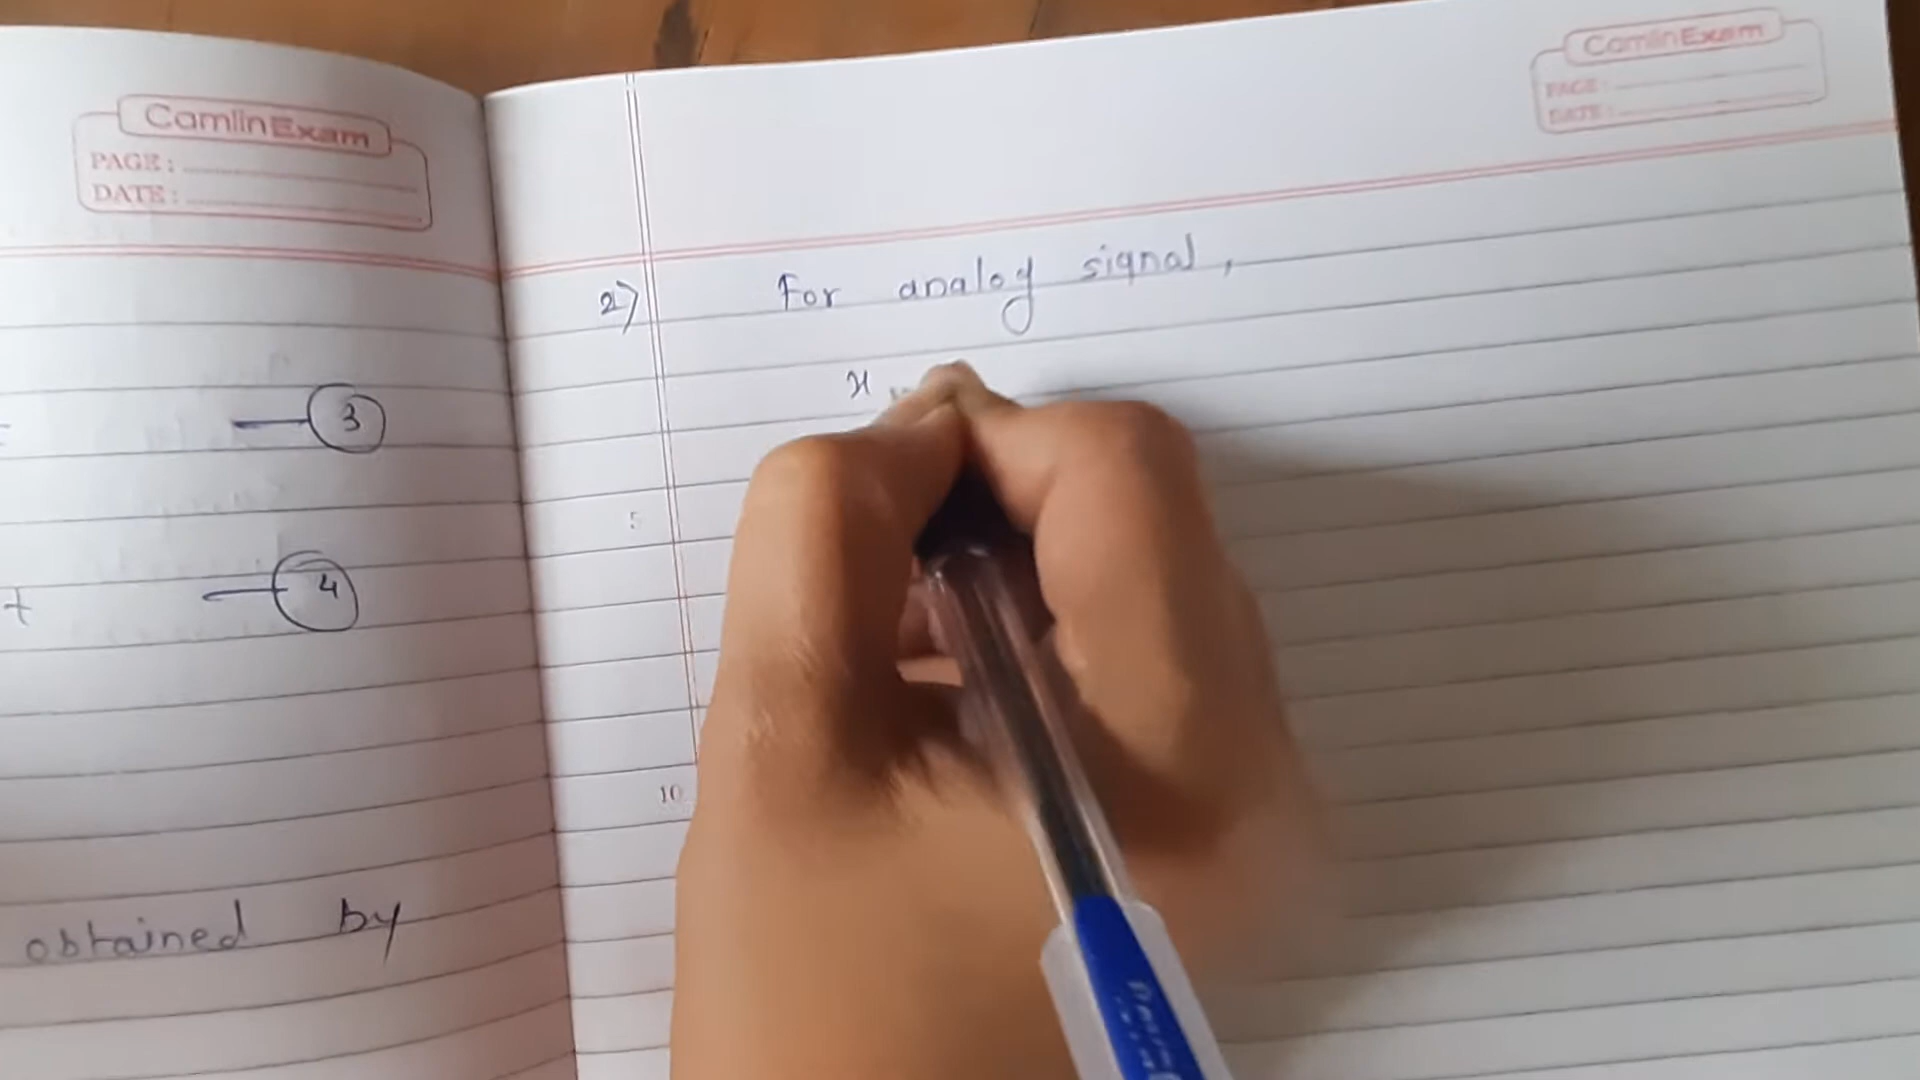 Camlin Exam
PAGE :
DATE :
3
+ 4
obtained by
Camlin Exam
PAGE :
DATE :
2) For analog signal,
x
5
10